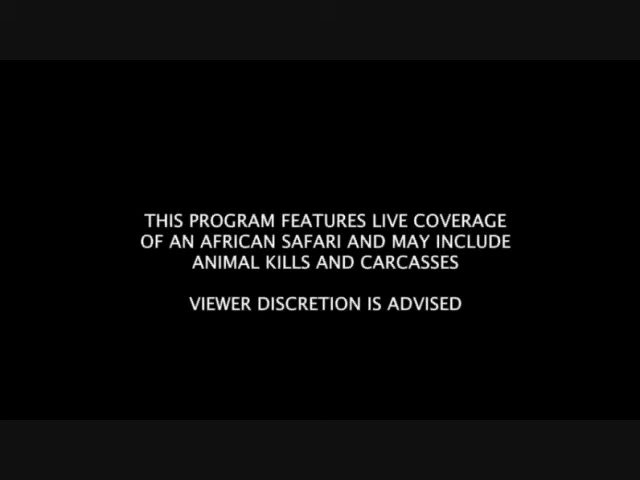 THIS PROGRAM FEATURES LIVE COVERAGE
OF AN AFRICAN SAFARI AND MAY INCLUDE
ANIMAL KILLS AND CARCASSES
VIEWER DISCRETION IS ADVISED